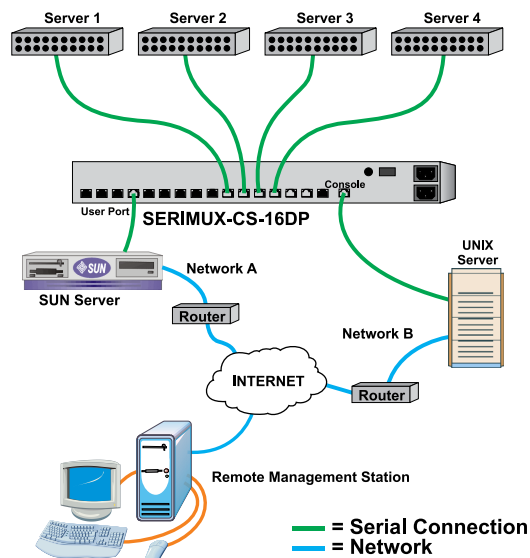 Server 1
Server 2
Server 3
Server 4
Console
User Port
SERIMUX-CS-16DP
SUN
SUN Server
Network A
Router
UNIX
Server
Network B
INTERNET
Router
Remote Management Station
= Serial Connection
= Network